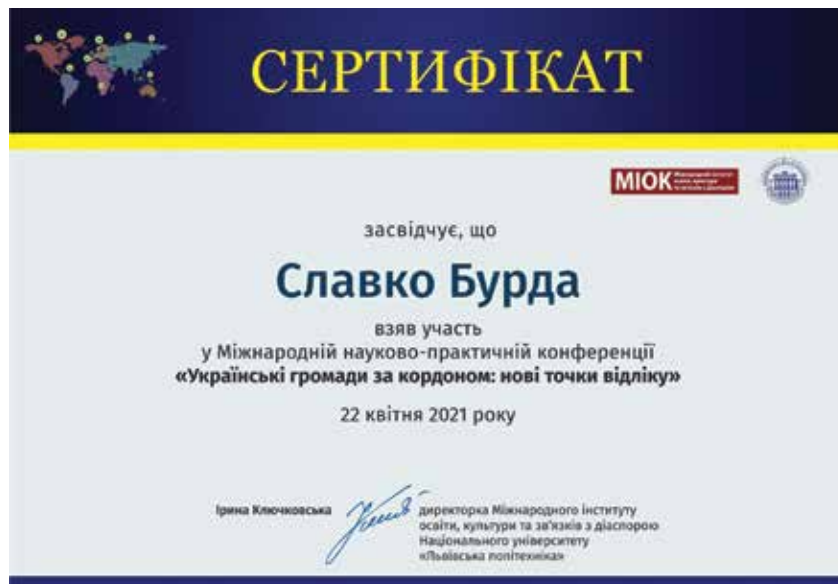 СЕРТИФІКАТ
МІОК
засвідчує, що
Славко Бурда
взяв участь
у Міжнародній науково-практичній конференції
«Українські громади за кордоном: нові точки відліку»
22 квітня 2021 року
Ірина Ключковська
директорка Міжнародного інституту
освіти, культури та зв'язків з діаспорою
Національного університету
«Львівська політехніка»